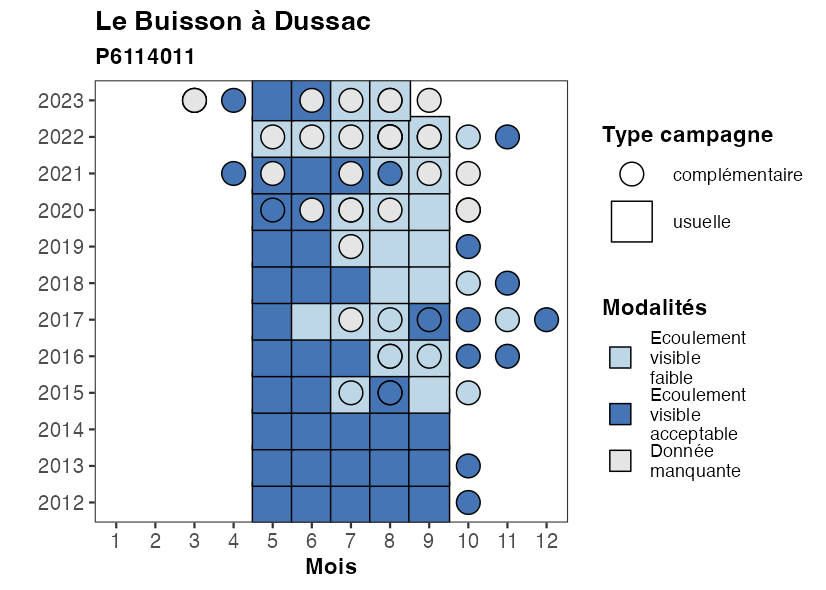 Le Buisson à Dussac
P6114011
2023
2022
2021
2020
2019
2018
2017
2016
2015
2014
2013
2012
1 2 3 4 5 6 7 8 9 10 11 12
Mois
Type campagne
complémentaire
usuelle
Modalités
Ecoulement
visible
faible
Ecoulement
visible
acceptable
Donnée
manquante